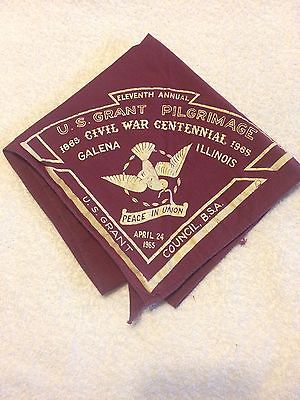 ELEVENTH ANNUAL
U.S. GRANT PILGRIMAGE
1865 CIVIL WAR CENTENNIAL 1965
GALENA ILLINOIS
PEACE IN UNION
APRIL 24
1965
U.S. GRANT
COUNCIL, B.S.A.